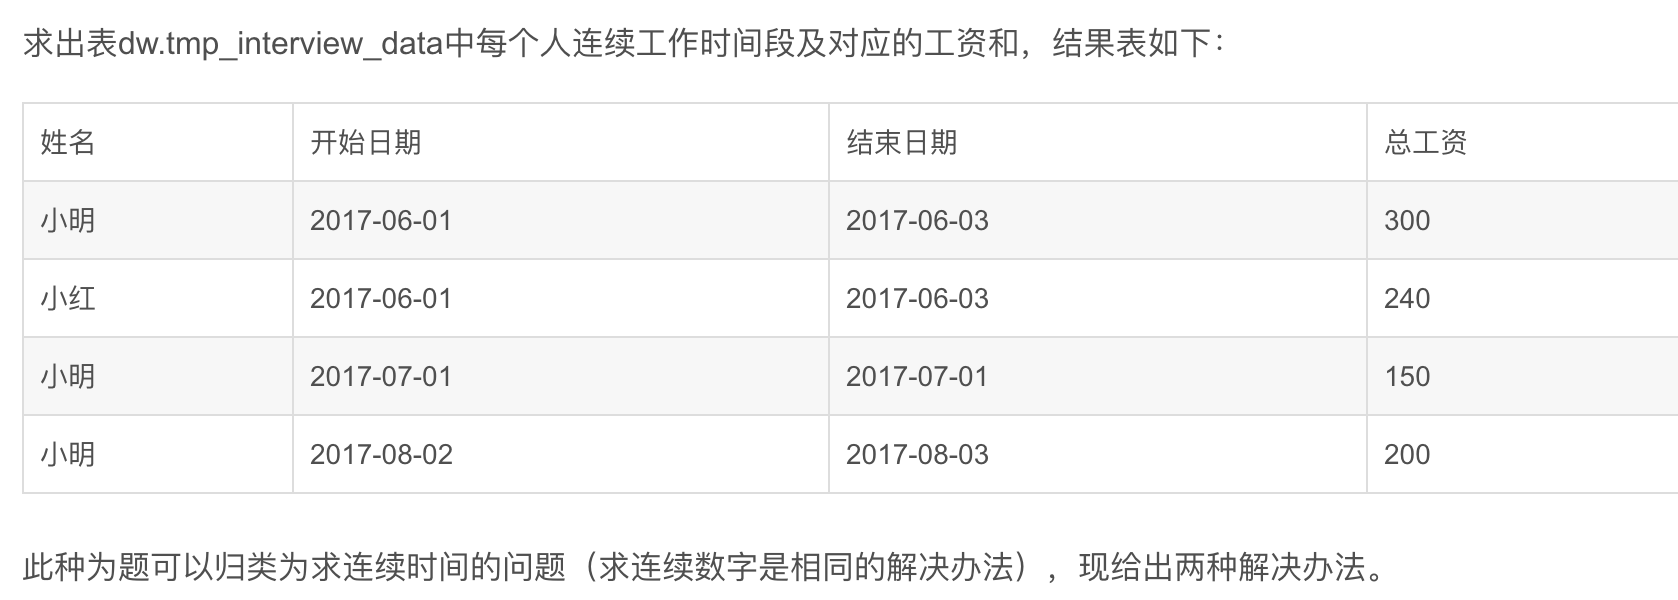 求出表dw.tmp_interview_data中每个人连续工作时间段及对应的工资和，结果表如下：
姓名 开始日期 结束日期 总工资
小明 2017-06-01 2017-06-03 300
小红 2017-06-01 2017-06-03 240
小明 2017-07-01 2017-07-01 150
小明 2017-08-02 2017-08-03 200
此种为题可以归类为求连续时间的问题（求连续数字是相同的解决办法），现给出两种解决办法。